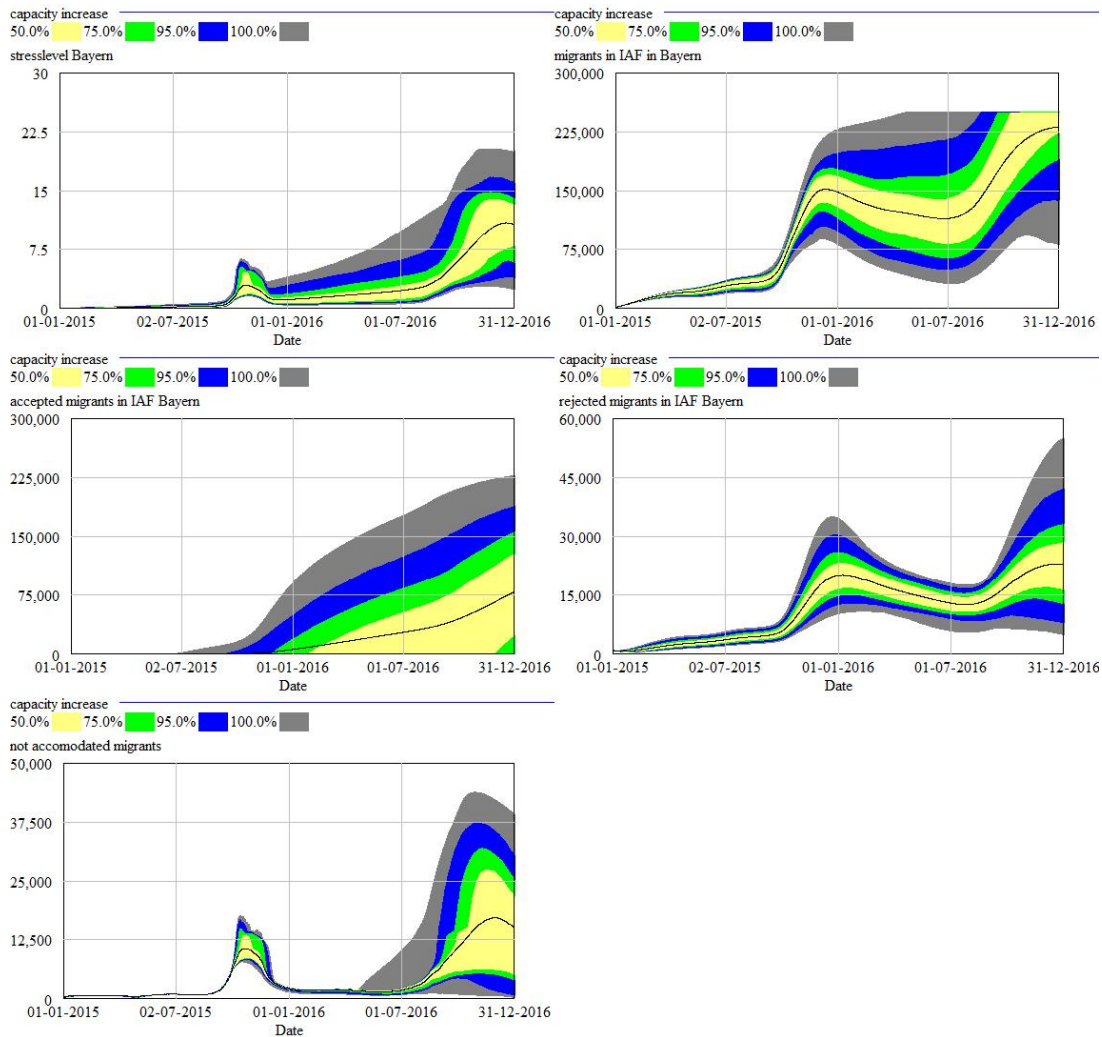 capacity increase
50.0% 75.0% 95.0% 100.0%
stresslevel Bayern
30
22.5
15
7.5
0
01-01-2015 02-07-2015 01-01-2016 01-07-2016 31-12-2016
Date
capacity increase
50.0% 75.0% 95.0% 100.0%
migrants in IAF in Bayern
300,000
225,000
150,000
75,000
0
01-01-2015 02-07-2015 01-01-2016 01-07-2016 31-12-2016
Date
capacity increase
50.0% 75.0% 95.0% 100.0%
accepted migrants in IAF Bayern
300,000
225,000
150,000
75,000
0
01-01-2015 02-07-2015 01-01-2016 01-07-2016 31-12-2016
Date
capacity increase
50.0% 75.0% 95.0% 100.0%
rejected migrants in IAF Bayern
60,000
45,000
30,000
15,000
0
01-01-2015 02-07-2015 01-01-2016 01-07-2016 31-12-2016
Date
capacity increase
50.0% 75.0% 95.0% 100.0%
not accomodated migrants
50,000
37,500
25,000
12,500
0
01-01-2015 02-07-2015 01-01-2016 01-07-2016 31-12-2016
Date